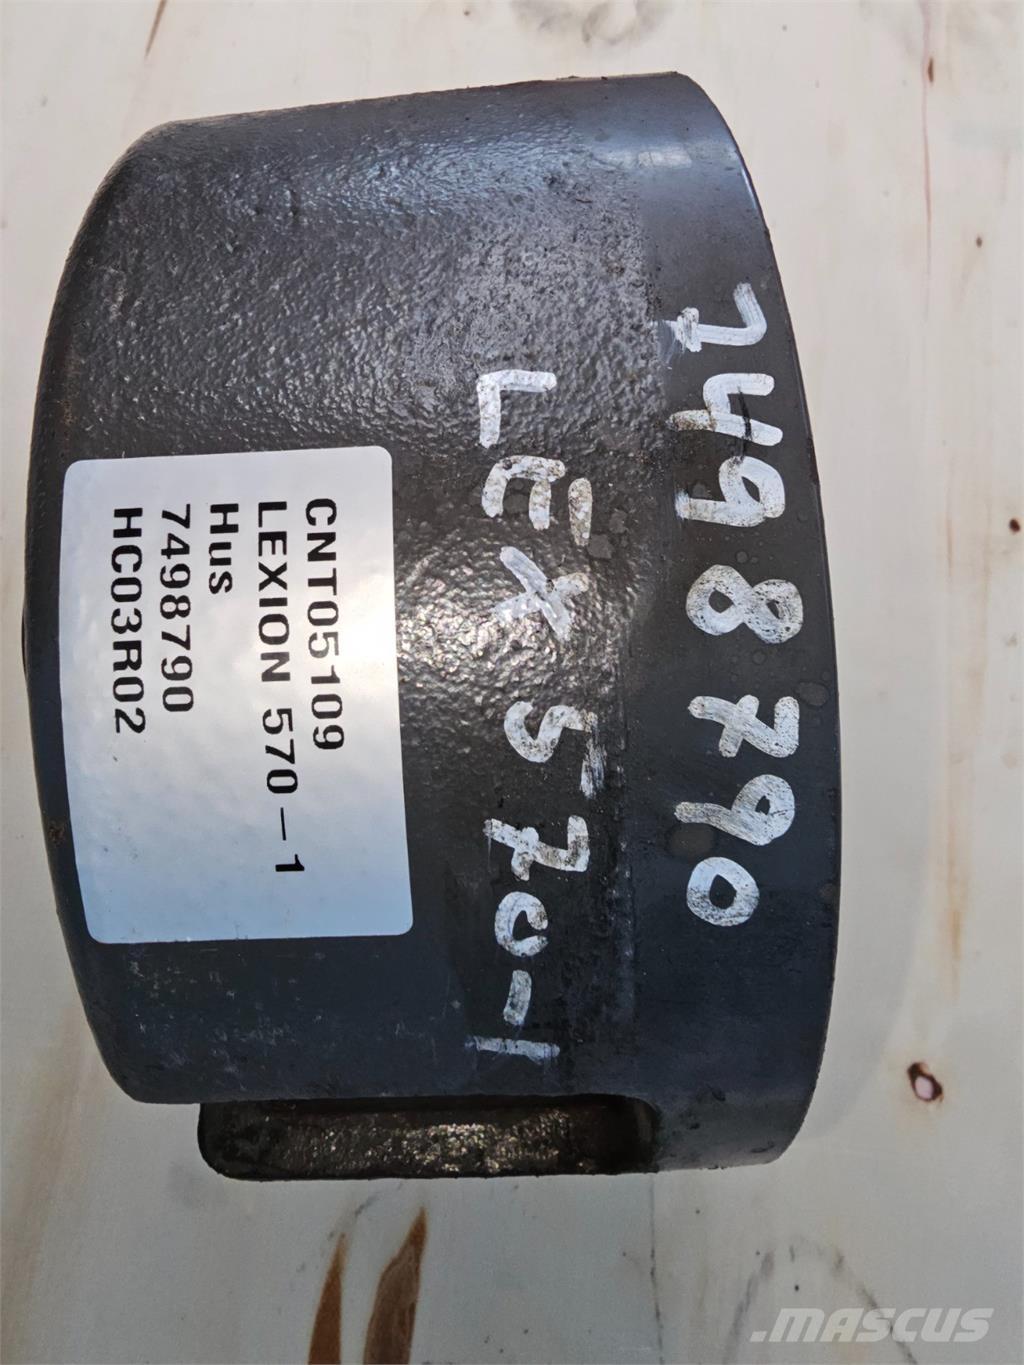 7498790
LEX 570-1
CNT05109
LEXION 570-1
Hus
7498790
HC03R02
MASCUS